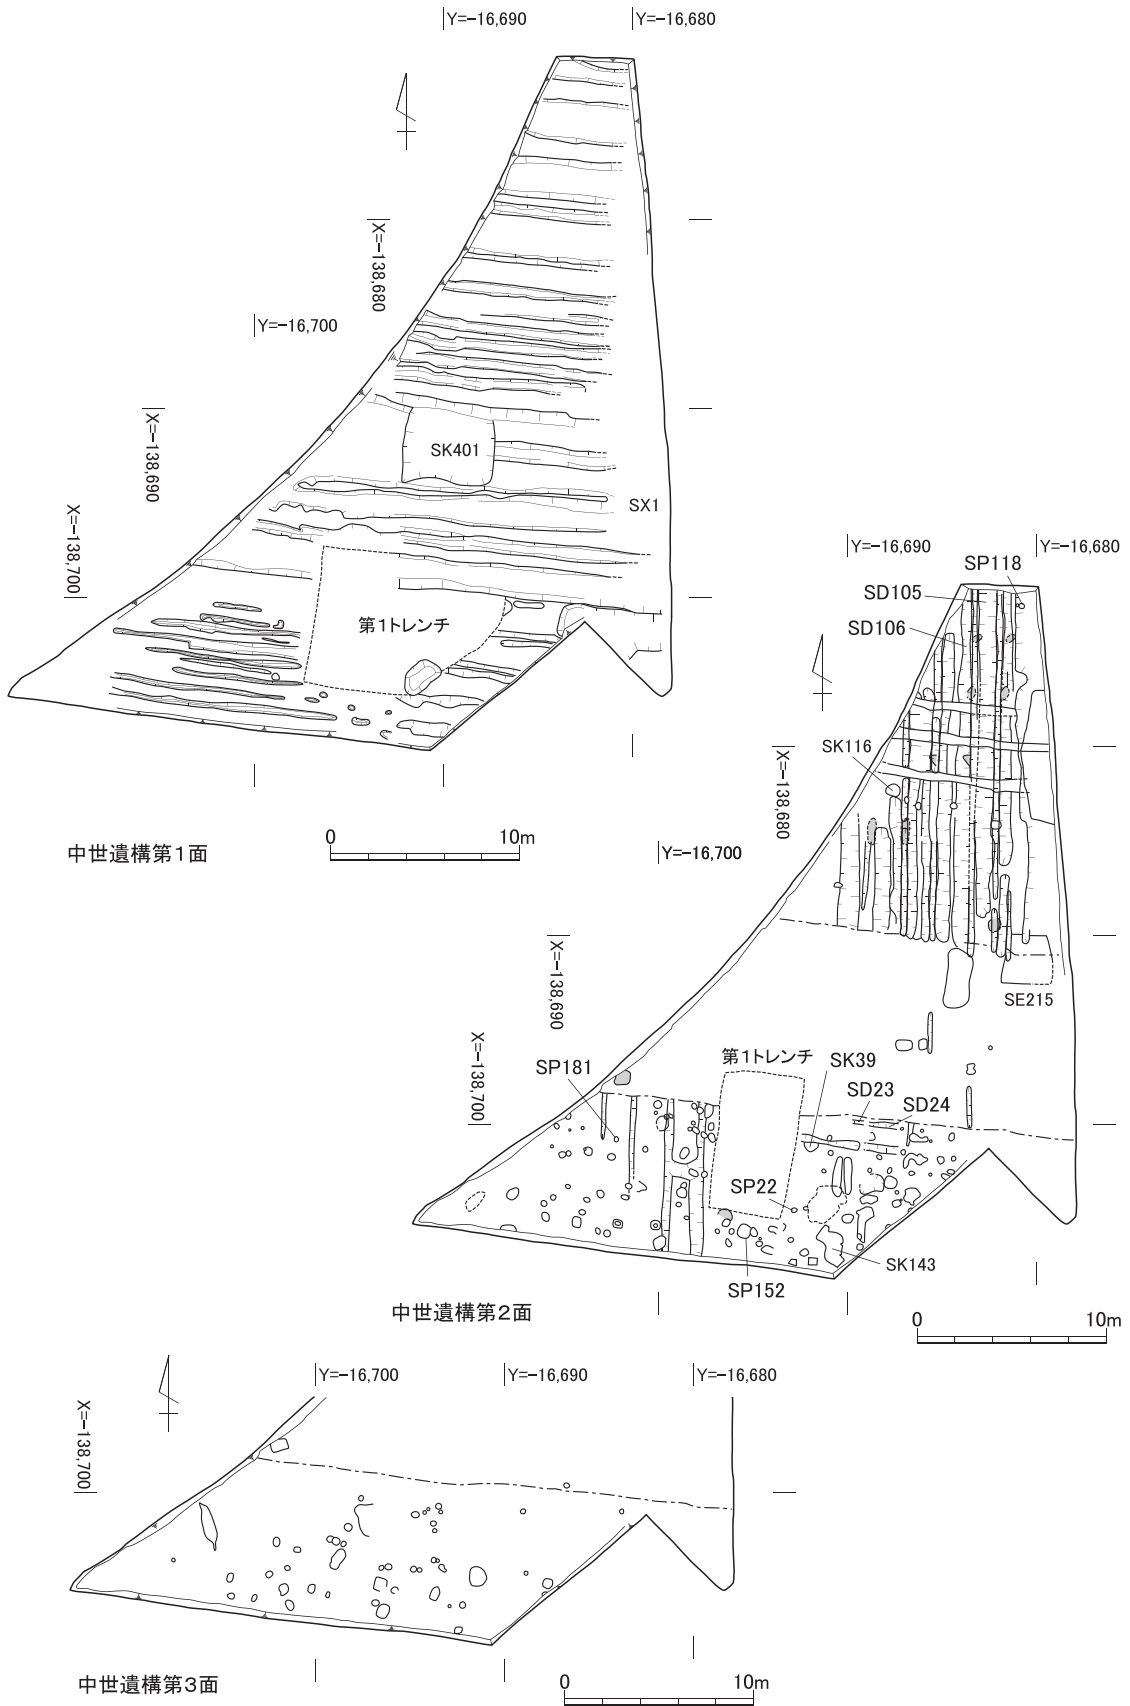 Y=-16,690
Y=-16,680
X=-138,680
Y=-16,700
X=-138,690
SK401
SX1
X=-138,700
第1トレンチ
中世遺構第1面
0 10m
Y=-16,690
Y=-16,680
SP118
SD105
SD106
SK116
X=-138,680
Y=-16,700
X=-138,690
SE215
第1トレンチ
SK39
SP181
SD23
X=-138,700
SD24
SP22
SK143
SP152
中世遺構第2面
0 10m
Y=-16,700
Y=-16,690
Y=-16,680
X=-138,700
中世遺構第3面
0 10m